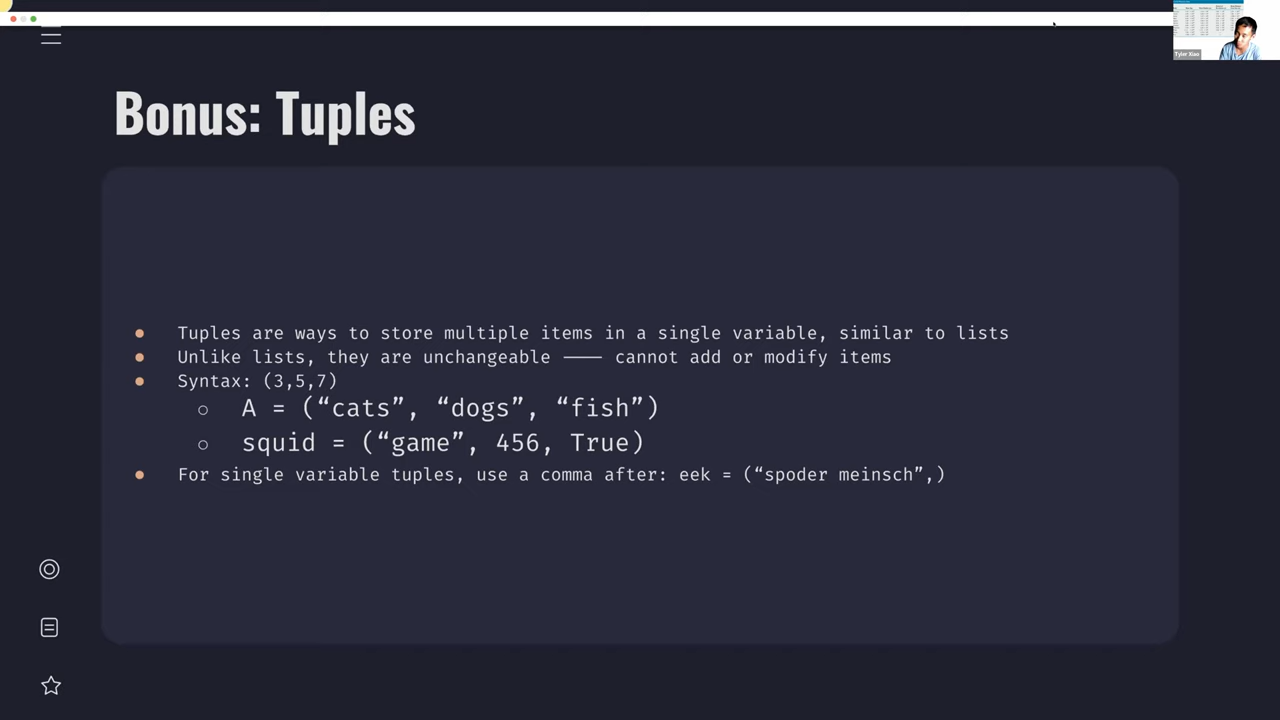 Tyler Xiao
Bonus: Tuples
● Tuples are ways to store multiple items in a single variable, similar to lists
● Unlike lists, they are unchangeable —— cannot add or modify items
● Syntax: (3,5,7)
○ A = (“cats”, “dogs”, “fish”)
○ squid = (“game”, 456, True)
● For single variable tuples, use a comma after: eek = (“spoder meinsch”,)